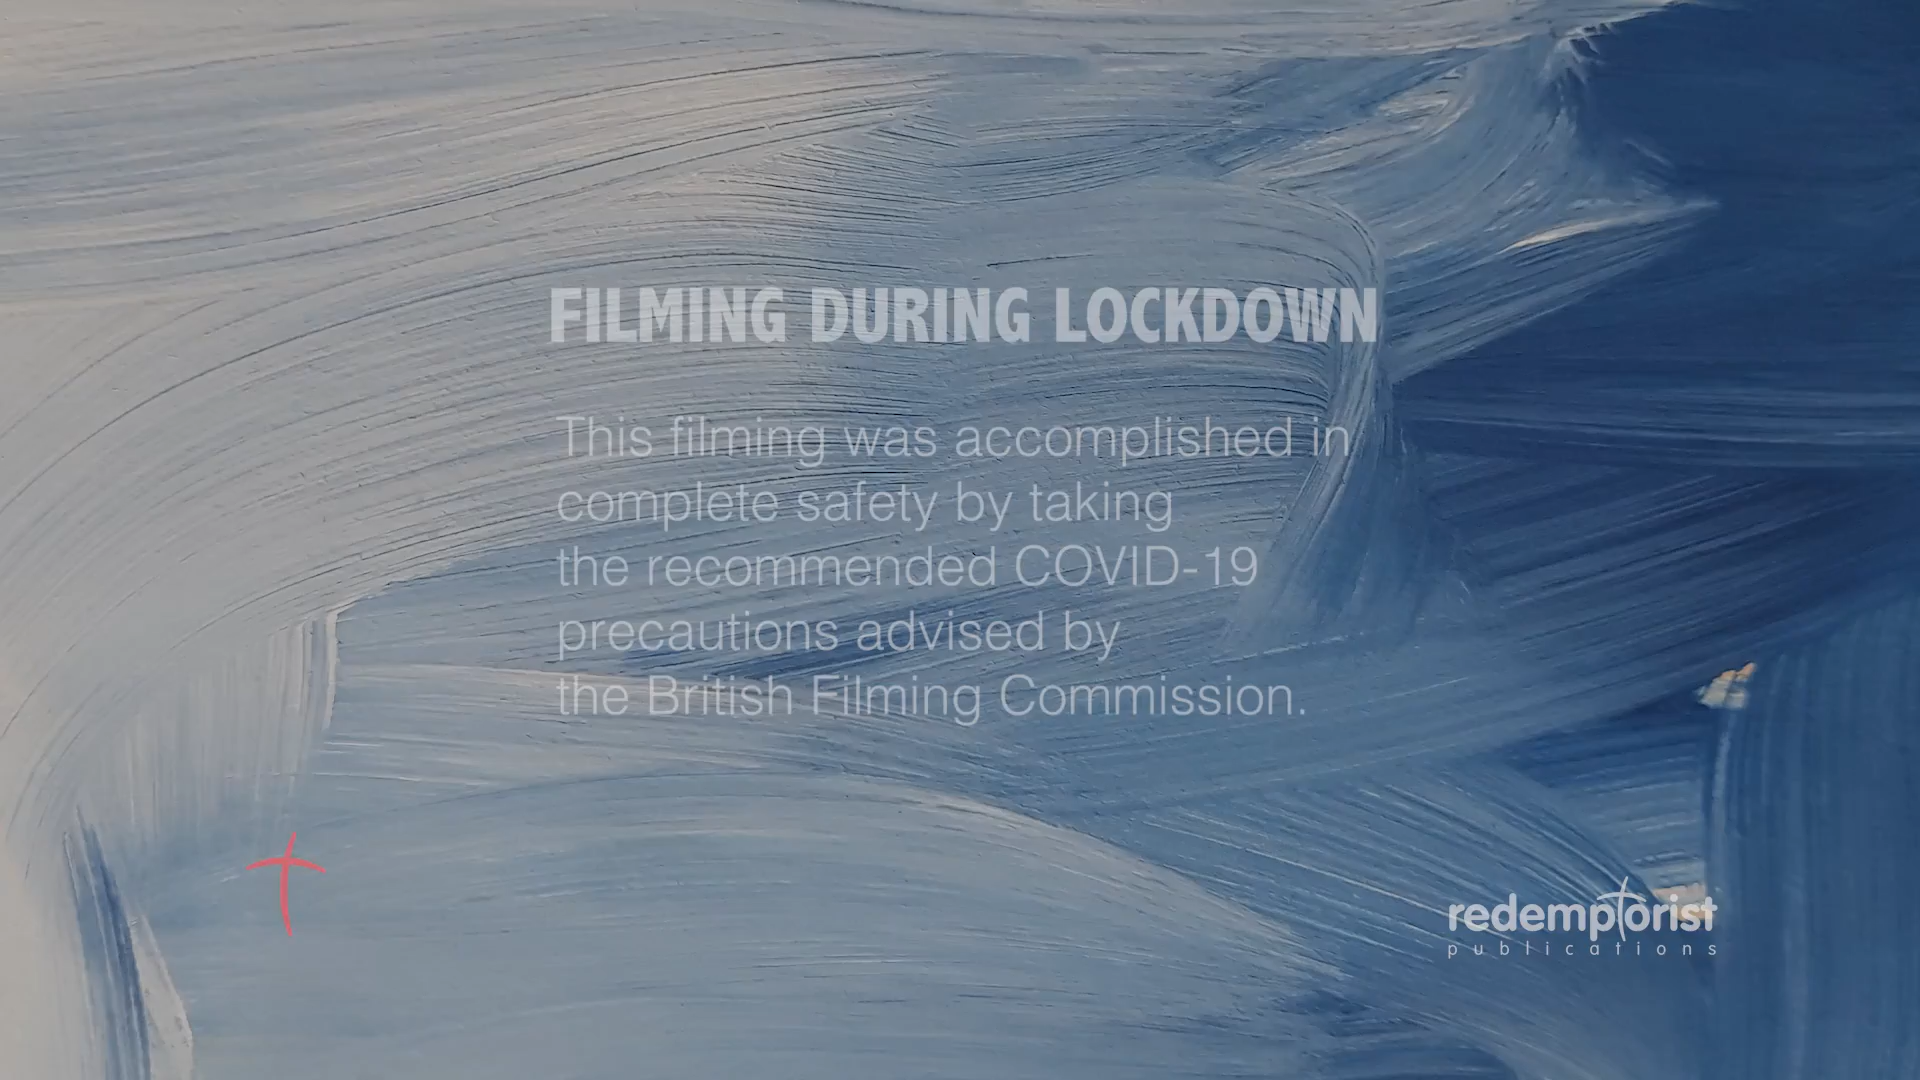 FILMING DURING LOCKDOWN
This filming was accomplished in
complete safety by taking
the recommended COVID-19
precautions advised by
the British Filming Commission.
redemptorist
publications